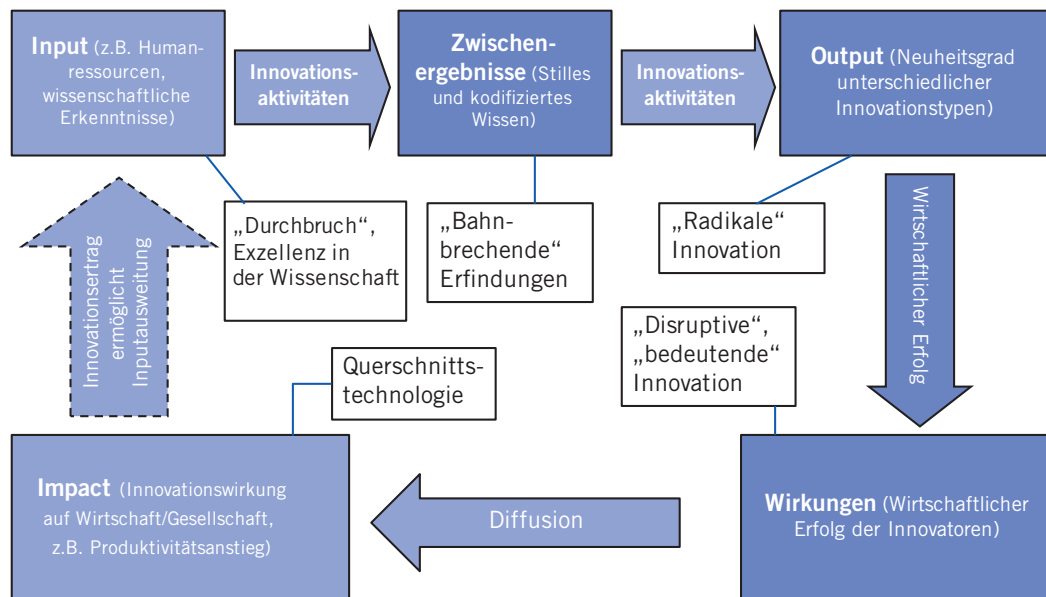 Input (z.B. Human-
ressourcen,
wissenschaftliche
Erkenntnisse)
Innovations-
aktivitäten
Zwischen-
ergebnisse (Stilles
und kodifiziertes
Wissen)
Innovations-
aktivitäten
Output (Neuheitsgrad
unterschiedlicher
Innovationstypen)
„Durchbruch“,
Exzellenz in
der Wissenschaft
„Bahn-
brechende“
Erfindungen
„Radikale“
Innovation
Wirtschaftlicher Erfolg
„Disruptive“,
„bedeutende“
Innovation
Innovationsertrag
ermöglicht
Inputausweitung
Querschnitts-
technologie
Impact (Innovationswirkung
auf Wirtschaft/Gesellschaft,
z.B. Produktivitätsanstieg)
Diffusion
Wirkungen (Wirtschaftlicher
Erfolg der Innovatoren)